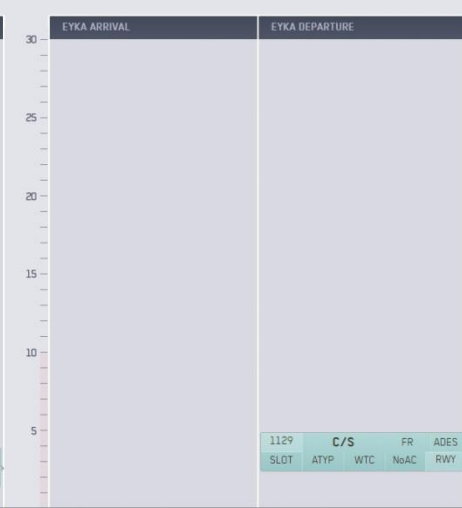 EYKA ARRIVAL EYKA DEPARTURE
30
25
20
15
10
5
1129 C/S FR ADES
SLOT ATYP WTC NoAC RWY